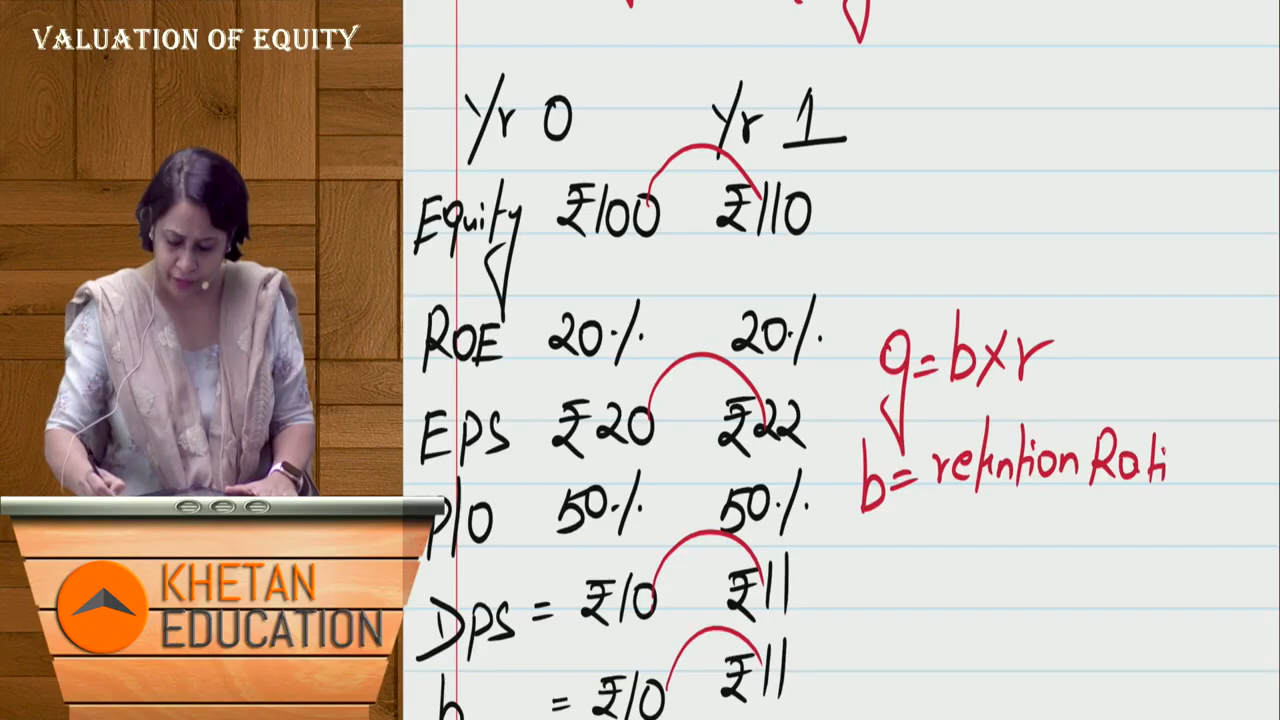 VALUATION OF EQUITY
Yr 0 Yr 1
Equity ₹100 ₹110
ROE 20% 20%
EPS ₹20 ₹22
P/O 50% 50%
DPS = ₹10 ₹11
b = ₹10 ₹11
g = b×r
b = retention Rati
KHETAN
EDUCATION